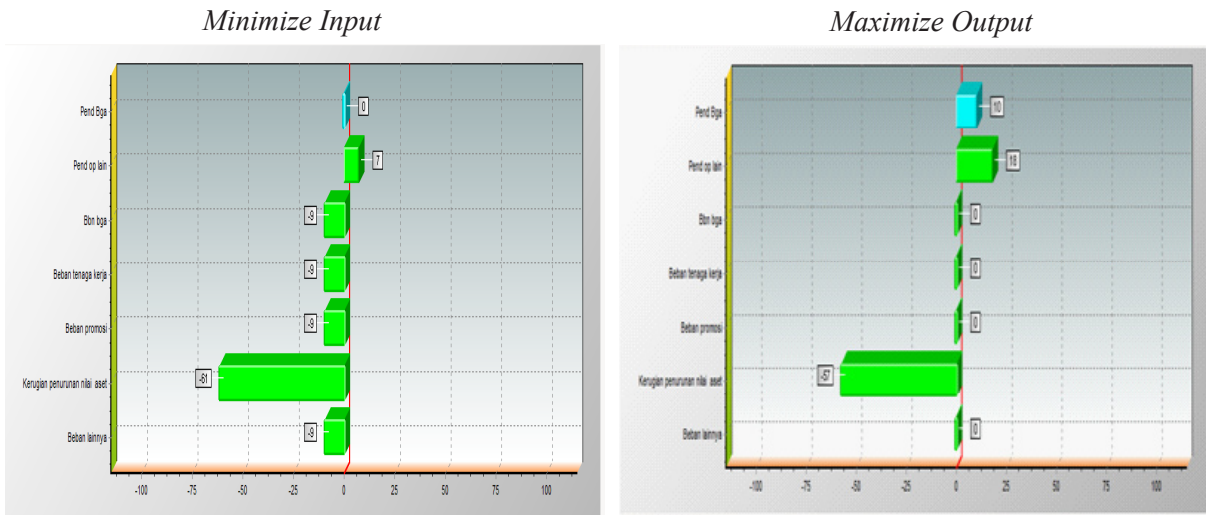 Minimize Input
Pend Bga
0
Pend op lain
7
Bbn bga
-9
Beban tenaga kerja
-9
Beban promosi
-9
Kerugian penurunan nilai aset
-61
Beban lainnya
-9
-100 -75 -50 -25 0 25 50 75 100
Maximize Output
Pend Bga
10
Pend op lain
18
Bbn bga
0
Beban tenaga kerja
0
Beban promosi
0
Kerugian penurunan nilai aset
-57
Beban lainnya
0
-100 -75 -50 -25 0 25 50 75 100